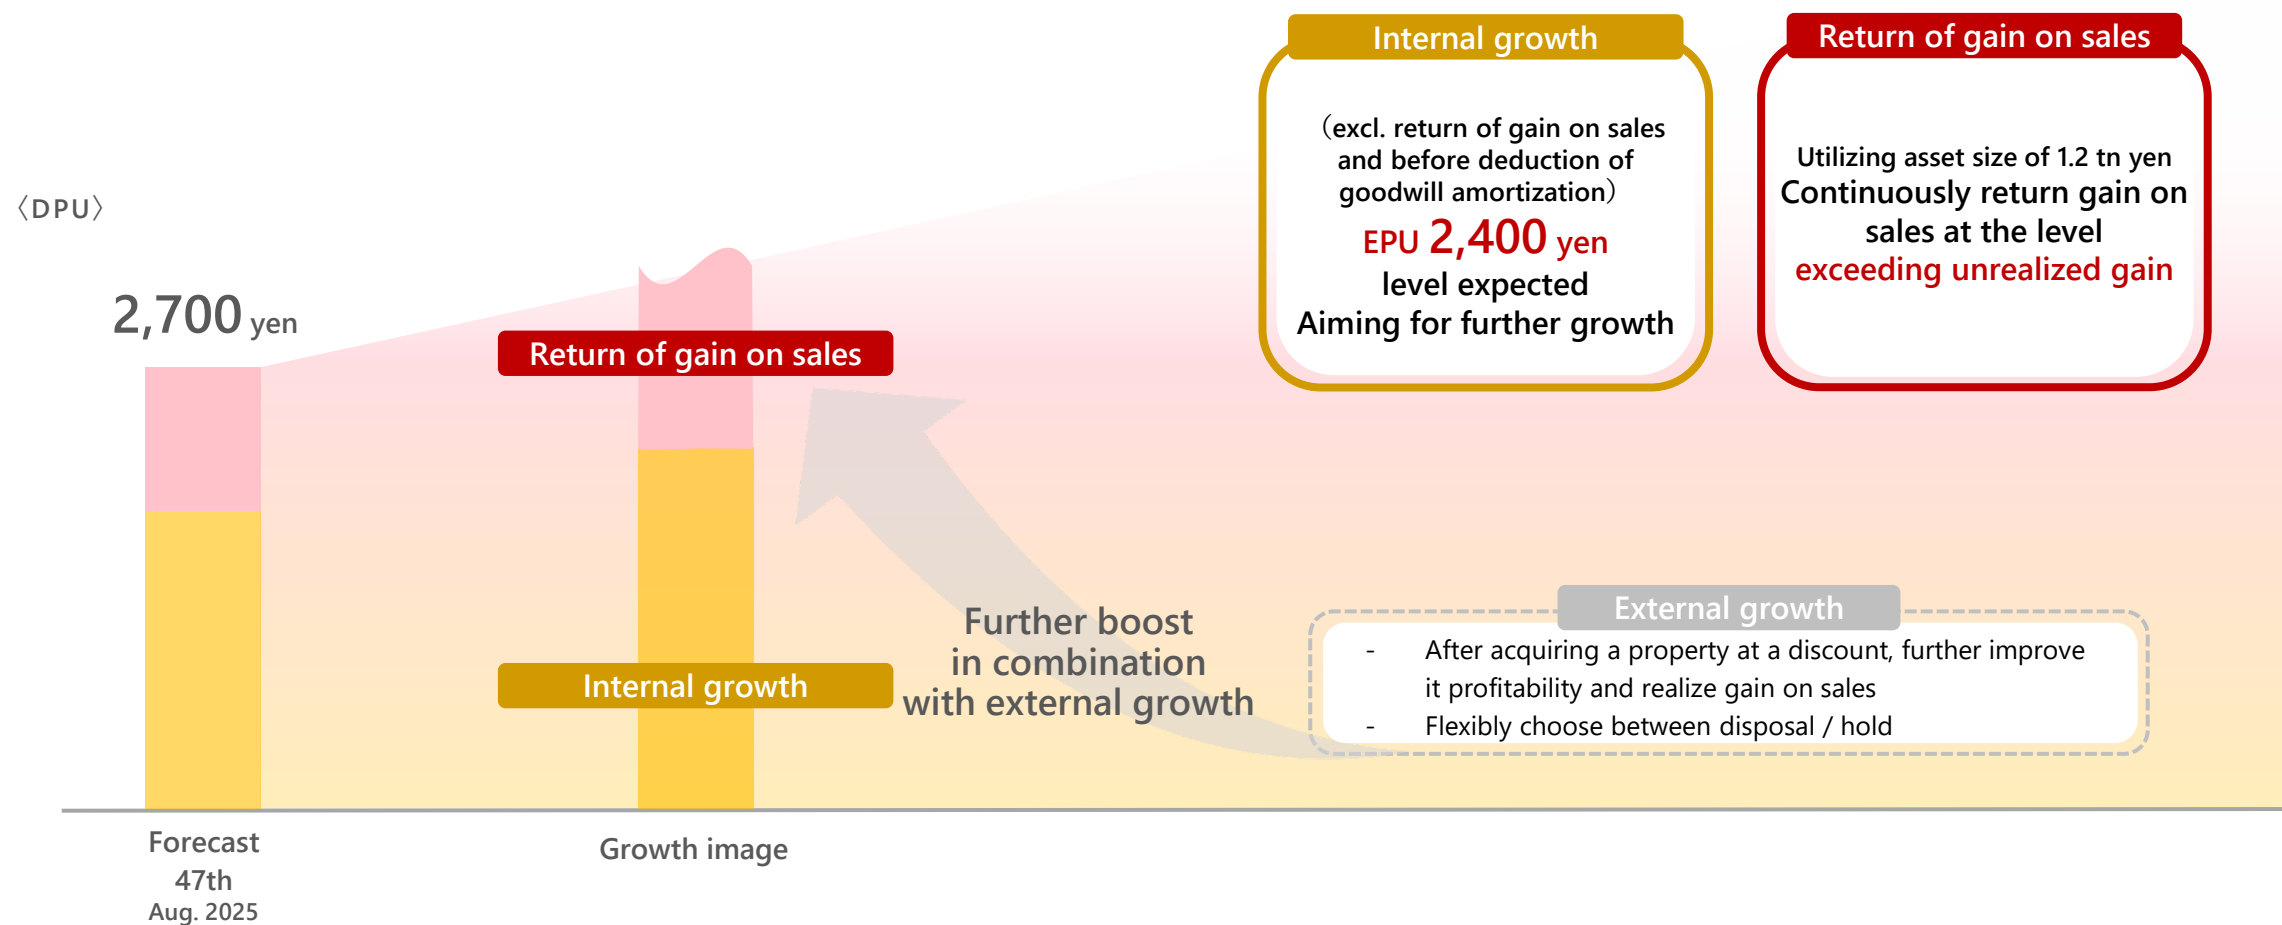 〈DPU〉
2,700 yen
Return of gain on sales
Internal growth
Further boost
in combination
with external growth
Forecast
47th
Aug. 2025
Growth image
Internal growth
（excl. return of gain on sales
and before deduction of
goodwill amortization）
EPU 2,400 yen
level expected
Aiming for further growth
Return of gain on sales
Utilizing asset size of 1.2 tn yen
Continuously return gain on
sales at the level
exceeding unrealized gain
External growth
- After acquiring a property at a discount, further improve
it profitability and realize gain on sales
- Flexibly choose between disposal / hold